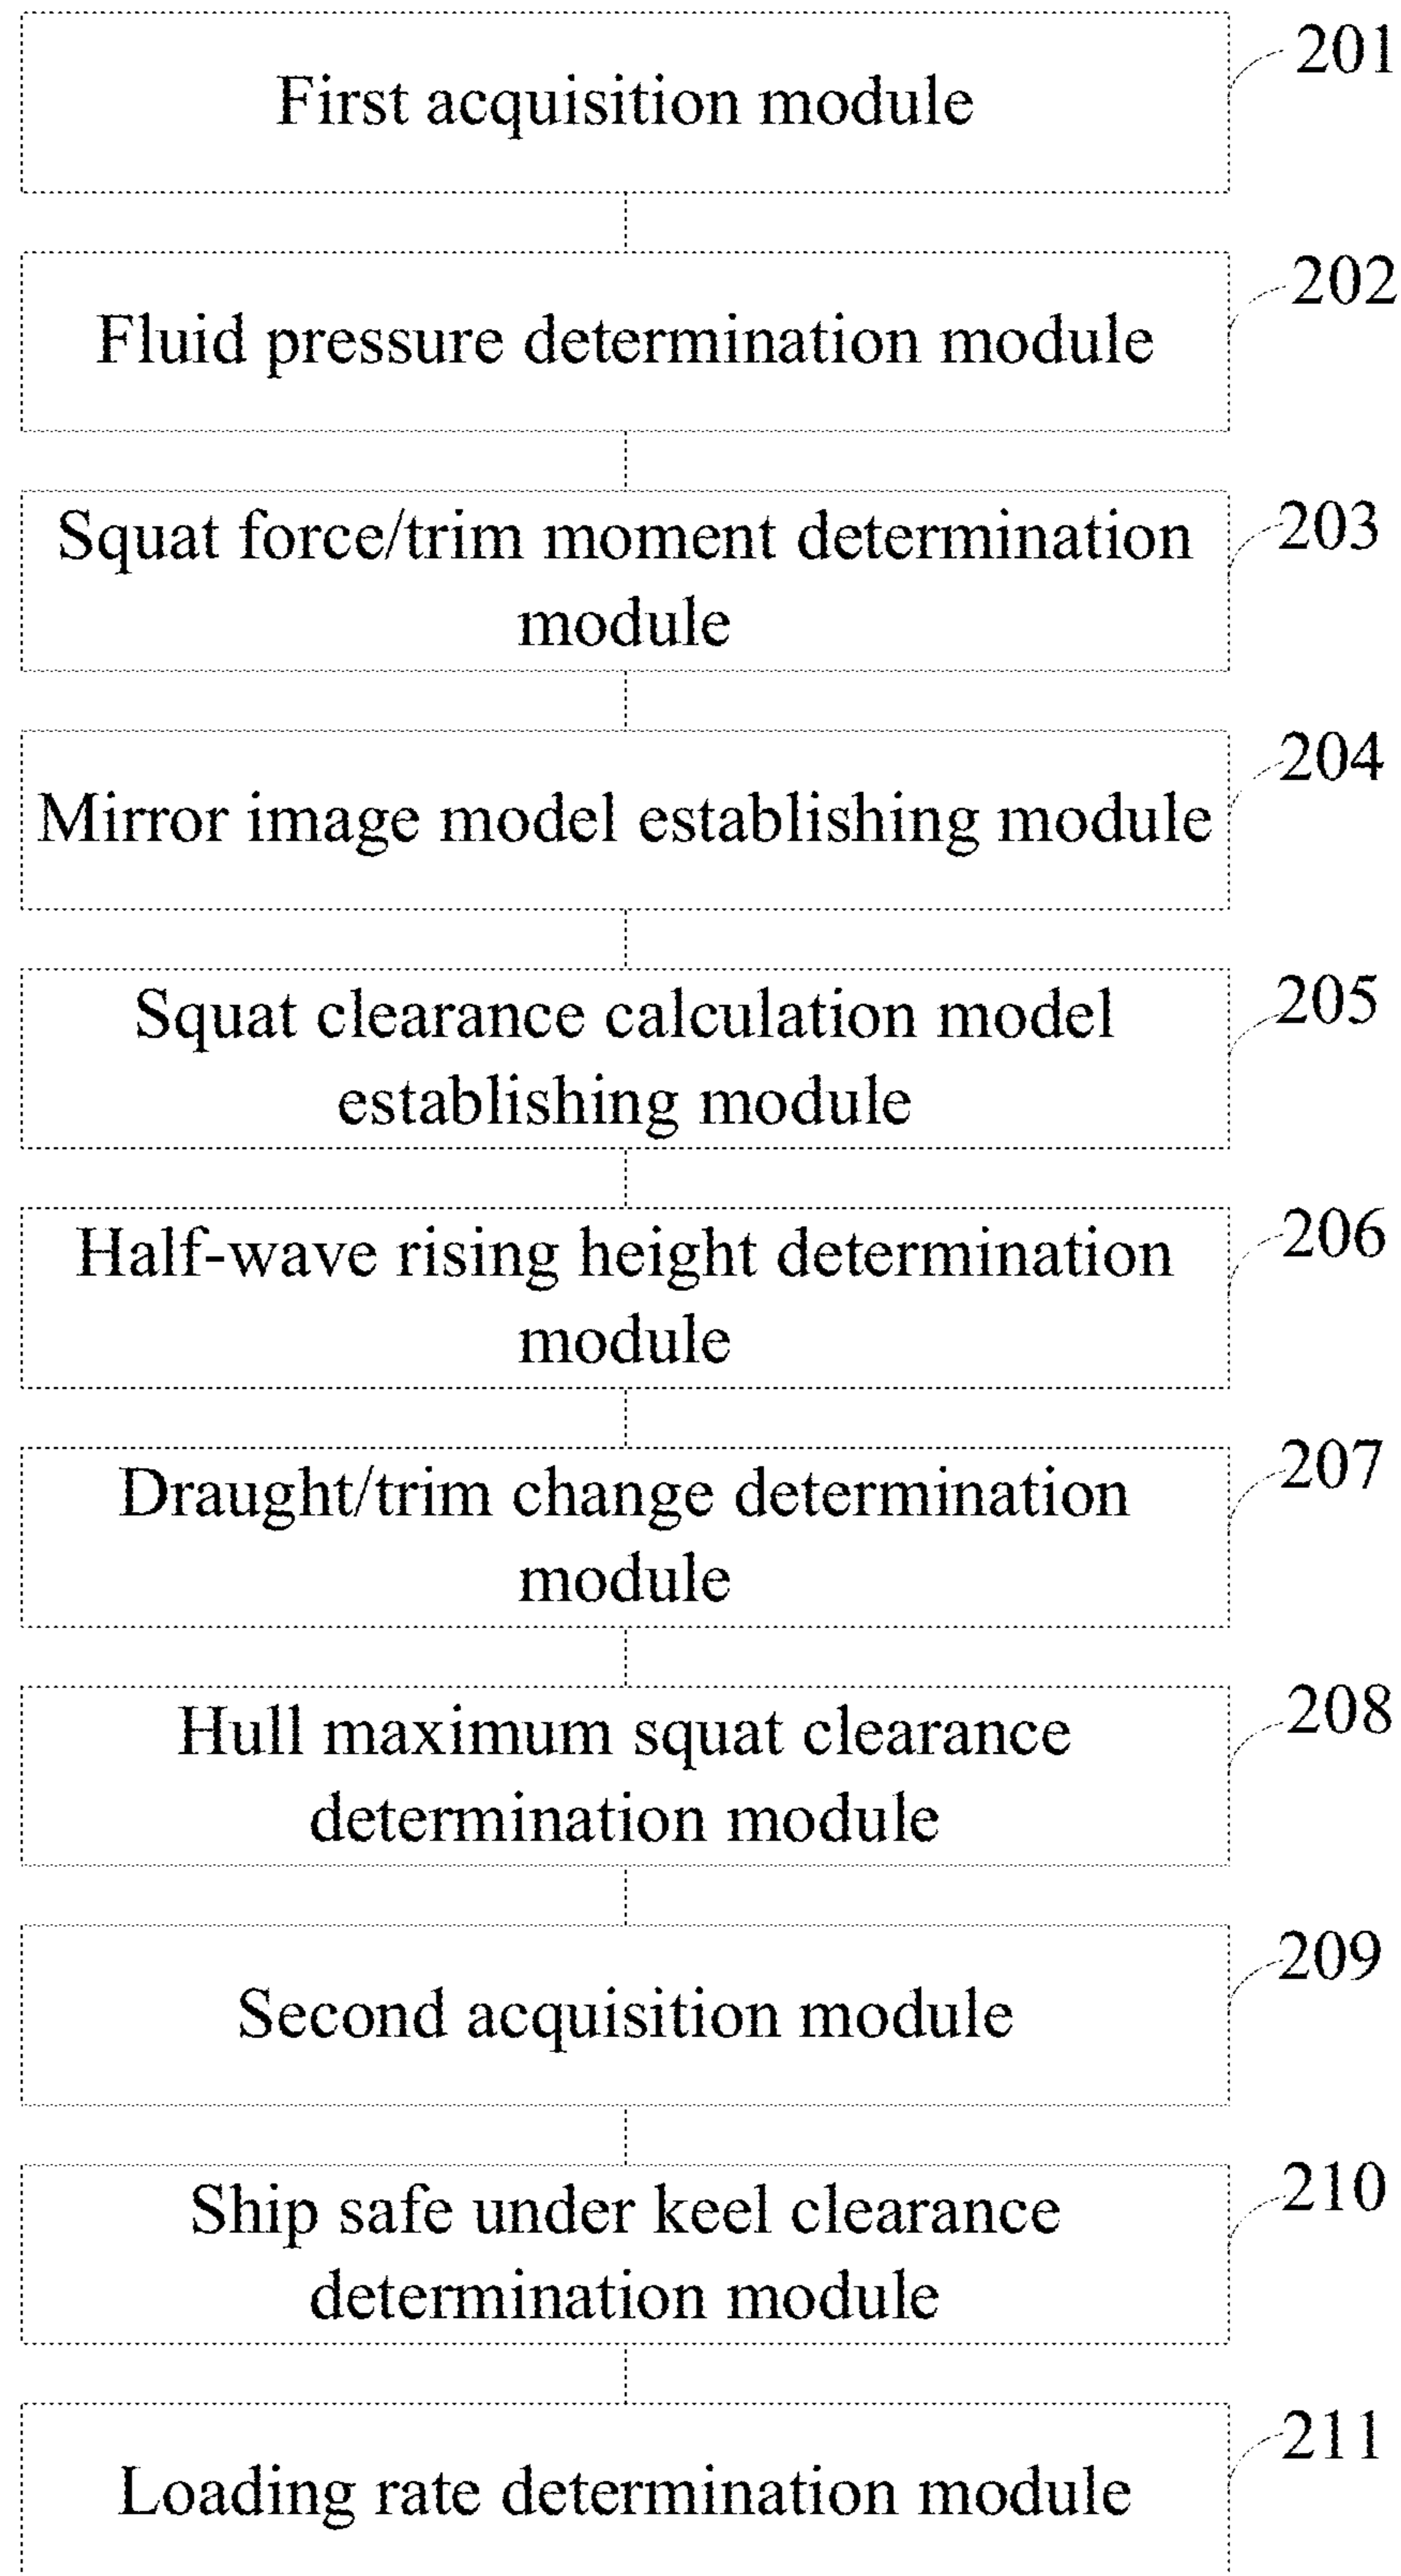 First acquisition module
201
Fluid pressure determination module
202
Squat force/trim moment determination
module
203
Mirror image model establishing module
204
Squat clearance calculation model
establishing module
205
Half-wave rising height determination
module
206
Draught/trim change determination
module
207
Hull maximum squat clearance
determination module
208
Second acquisition module
209
Ship safe under keel clearance
determination module
210
Loading rate determination module
211